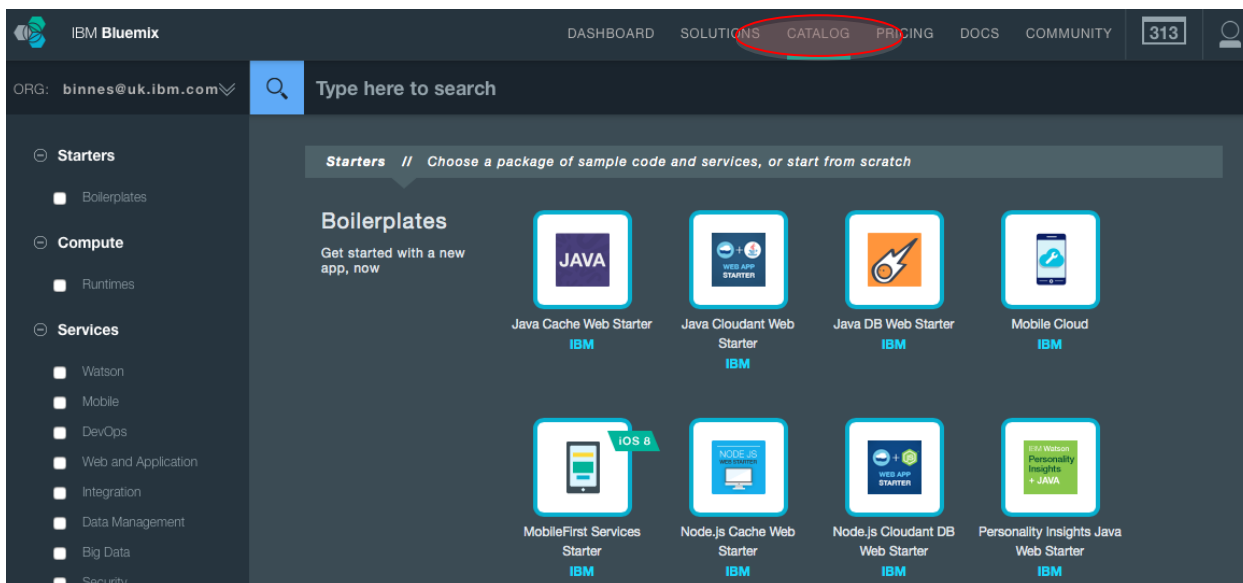 IBM Bluemix
DASHBOARD SOLUTIONS CATALOG PRICING DOCS COMMUNITY 313
ORG: binnes@uk.ibm.com
Type here to search
Starters
Boilerplates
Compute
Runtimes
Services
Watson
Mobile
DevOps
Web and Application
Integration
Data Management
Big Data
Security
Starters // Choose a package of sample code and services, or start from scratch
Boilerplates
Get started with a new
app, now
JAVA
Java Cache Web Starter
IBM
WEB APP
STARTER
Java Cloudant Web
Starter
IBM
Java DB Web Starter
IBM
Mobile Cloud
IBM
iOS 8
MobileFirst Services
Starter
IBM
NODE JS
WEB STARTER
Node.js Cache Web
Starter
IBM
WEB APP
STARTER
Node.js Cloudant DB
Web Starter
IBM
IBM Watson
Personality
Insights
+ JAVA
Personality Insights Java
Web Starter
IBM